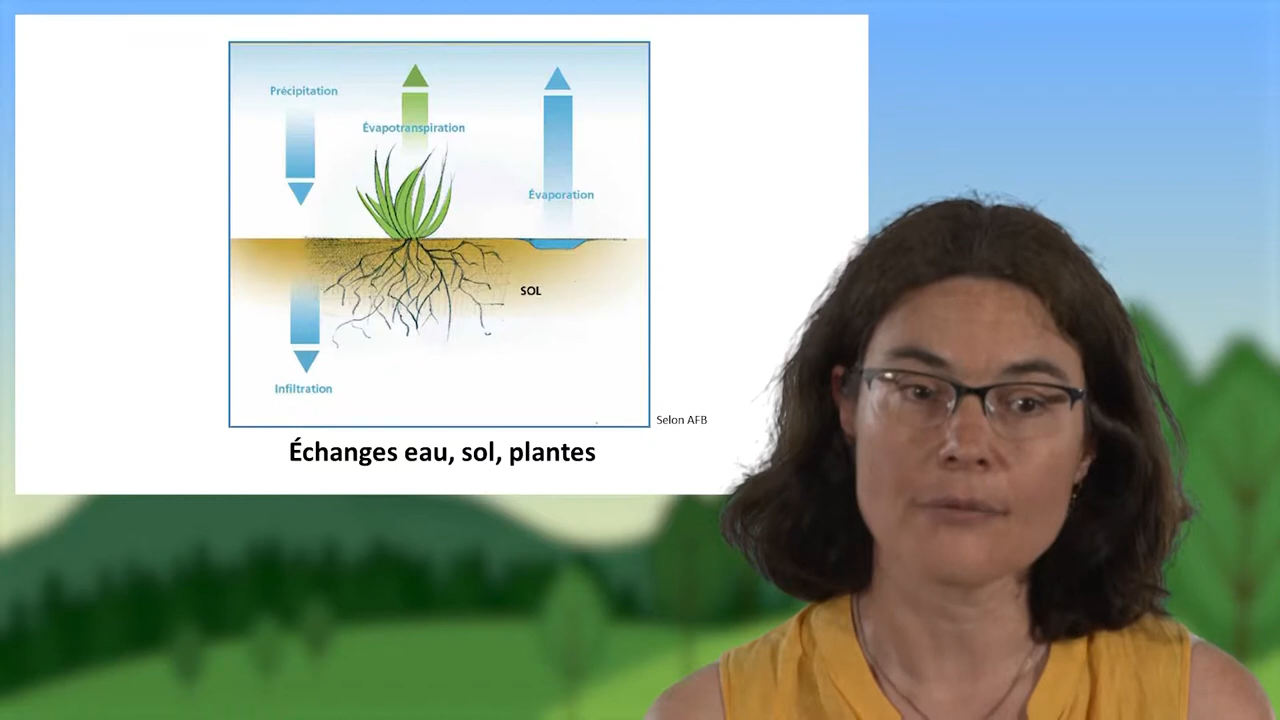 Précipitation
Évapotranspiration
Évaporation
SOL
Infiltration
Selon AFB
Échanges eau, sol, plantes